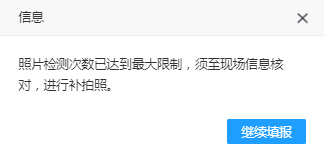 信息
照片检测次数已达到最大限制，须至现场信息核
对，进行补拍照。
继续填报